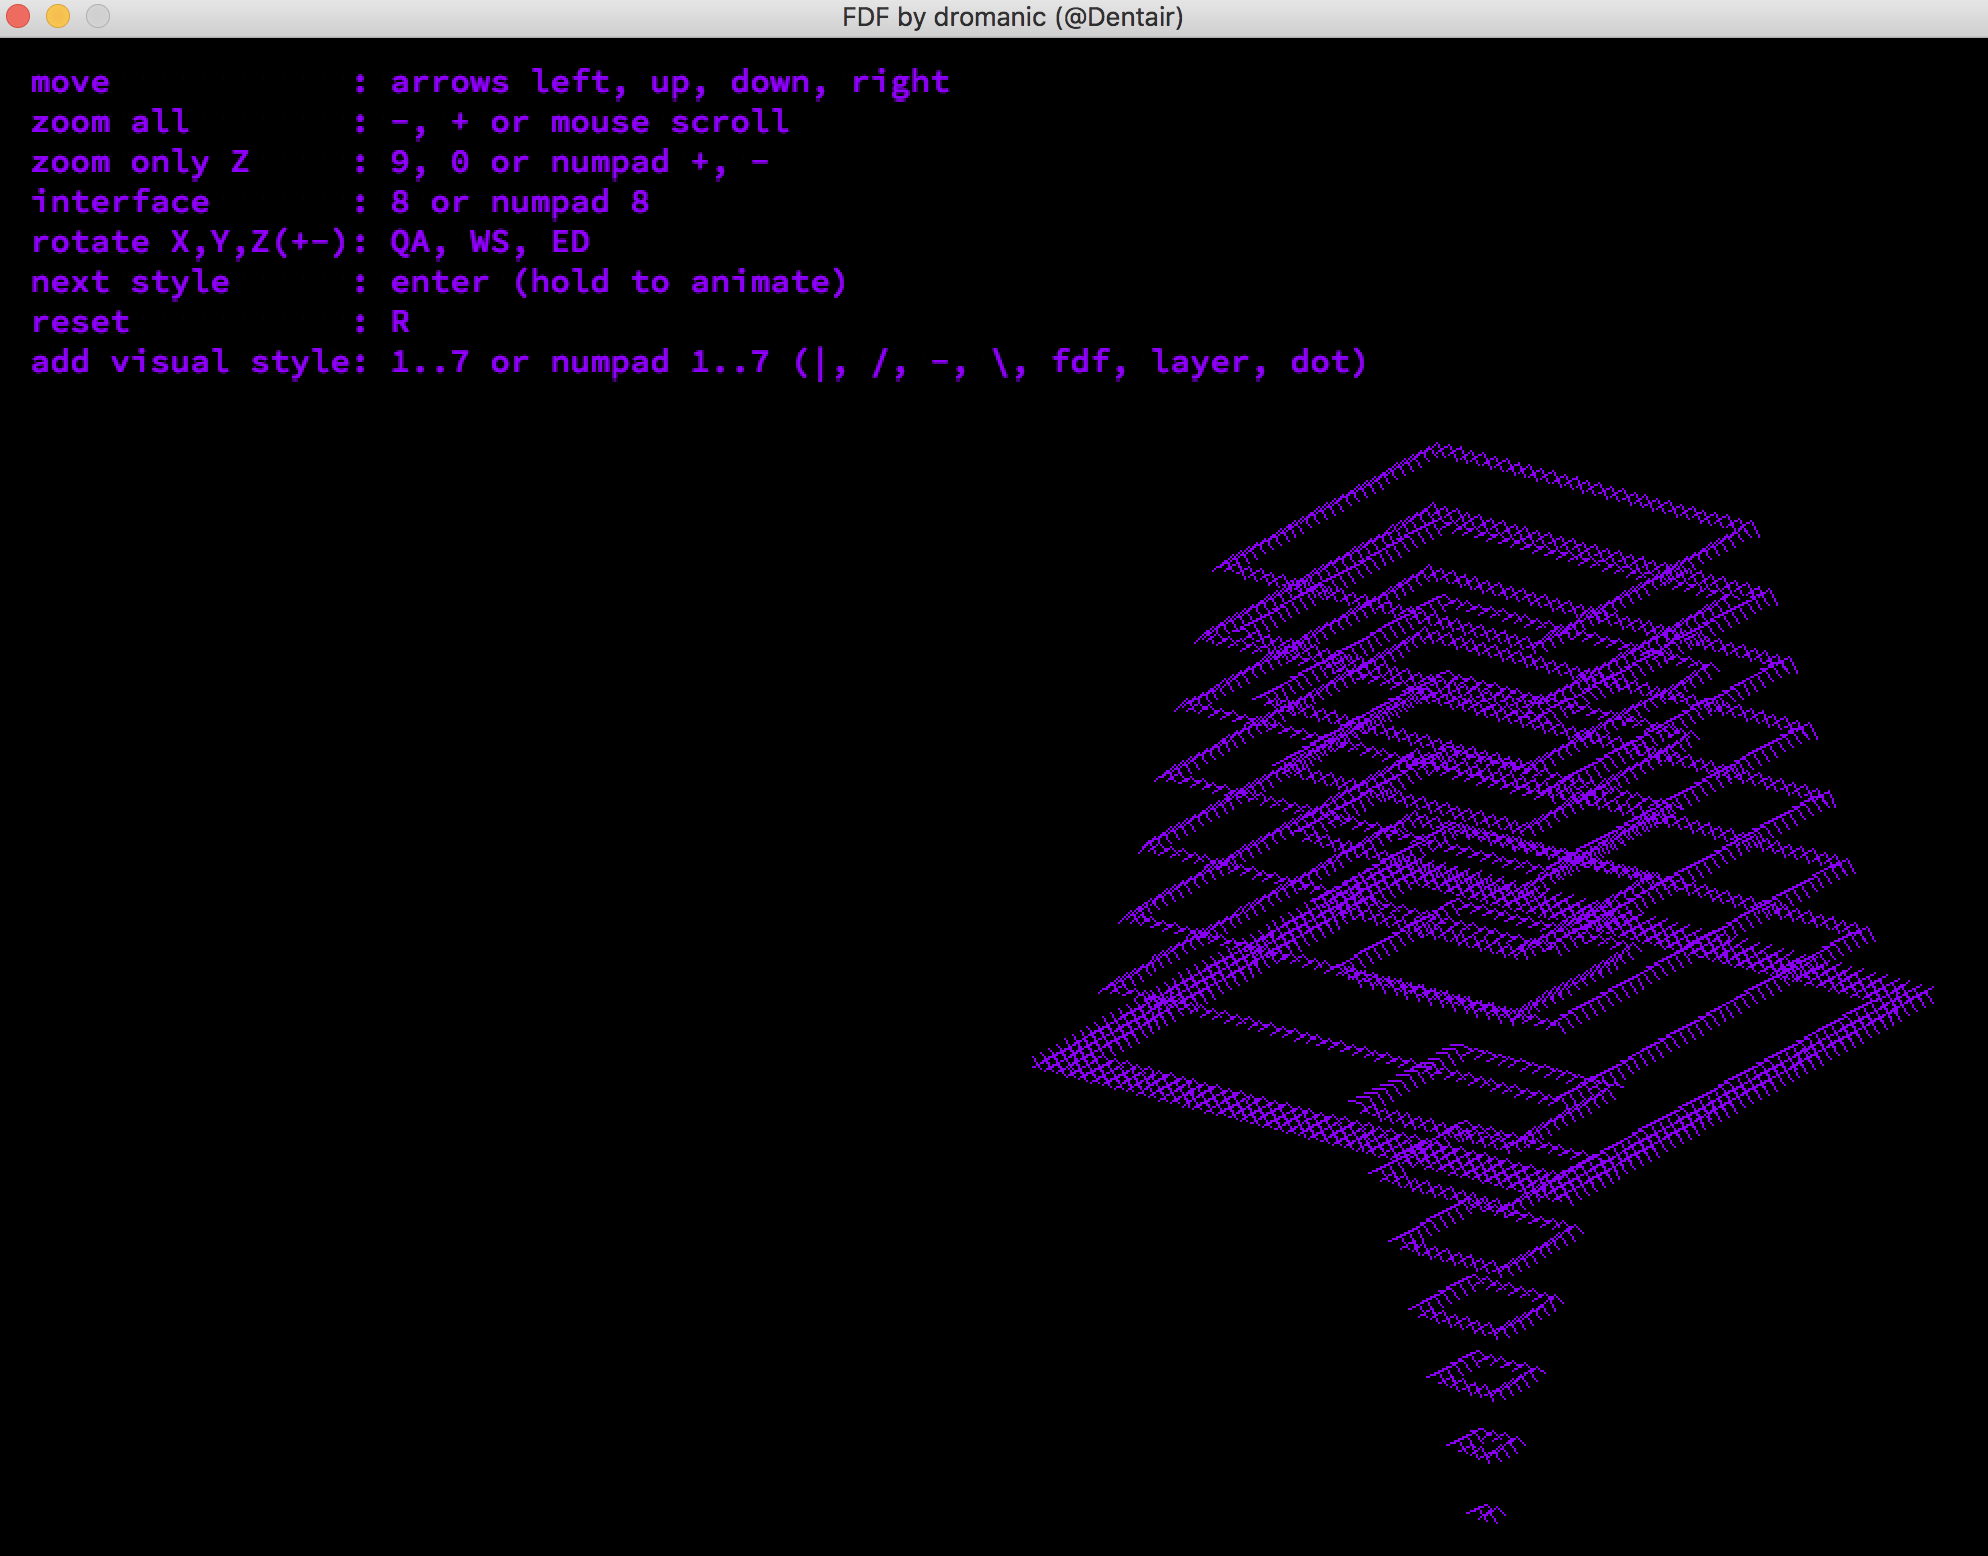 FDF by dromanic (@Dentair)
move            : arrows left, up, down, right
zoom all        : -, + or mouse scroll
zoom only Z     : 9, 0 or numpad +, -
interface       : 8 or numpad 8
rotate X,Y,Z(+-): QA, WS, ED
next style      : enter (hold to animate)
reset           : R
add visual style: 1..7 or numpad 1..7 (|, /, -, \, fdf, layer, dot)